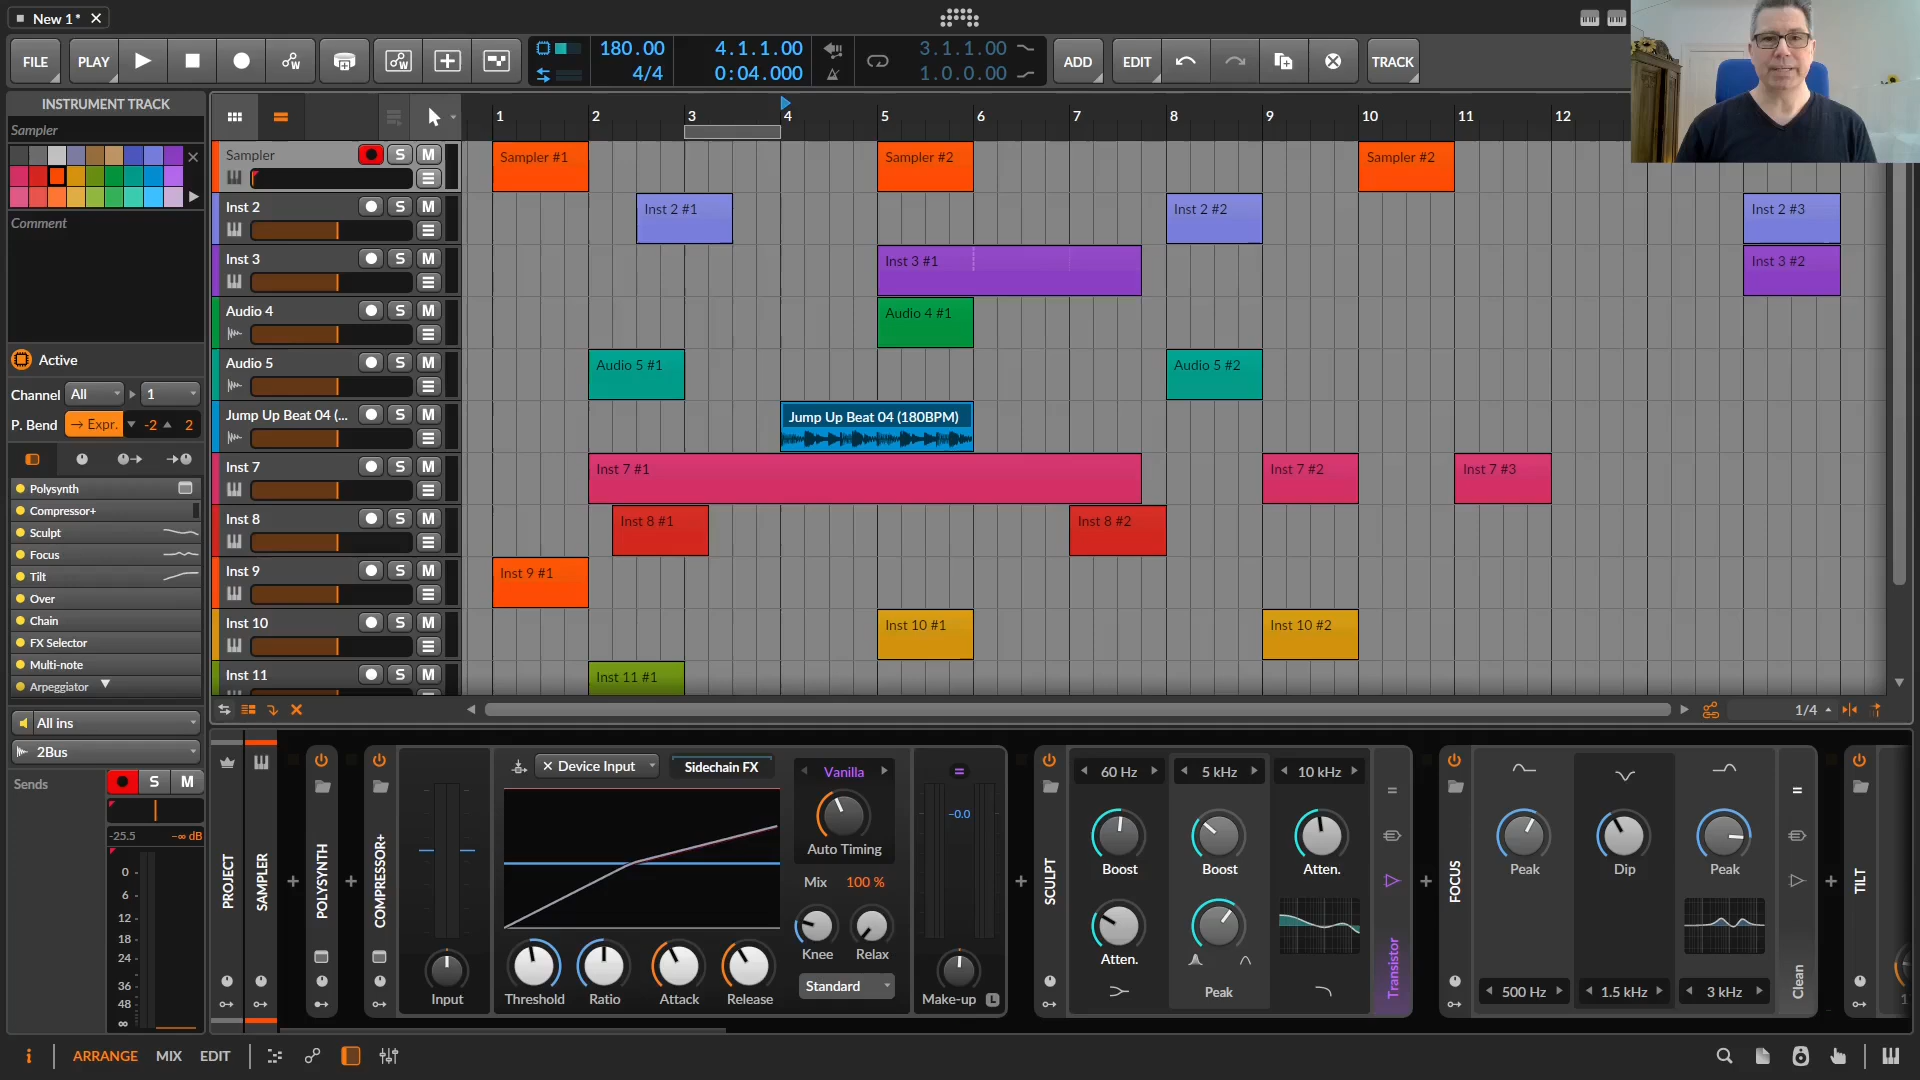 New 1*
FILE
PLAY
180.00
4/4
4.1.1.00
0:04.000
3.1.1.00
1.0.0.00
ADD
EDIT
TRACK
INSTRUMENT TRACK
Sampler
Comment
Active
Channel All 1
P. Bend Expr. -2 2
Polysynth
Compressor+
Sculpt
Focus
Tilt
Over
Chain
FX Selector
Multi-note
Arpeggiator
All ins
2Bus
Sends
S M
-25.5 -∞ dB
0
6
12
18
24
36
48
∞
1 2 3 4 5 6 7 8 9 10 11 12
Sampler S M
Sampler #1
Sampler #2
Sampler #2
Inst 2 S M
Inst 2 #1
Inst 2 #2
Inst 2 #3
Inst 3 S M
Inst 3 #1
Inst 3 #2
Audio 4 S M
Audio 4 #1
Audio 5 S M
Audio 5 #1
Audio 5 #2
Jump Up Beat 04 (... S M
Jump Up Beat 04 (180BPM)
Inst 7 S M
Inst 7 #1
Inst 7 #2
Inst 7 #3
Inst 8 S M
Inst 8 #1
Inst 8 #2
Inst 9 S M
Inst 9 #1
Inst 10 S M
Inst 10 #1
Inst 10 #2
Inst 11 S M
Inst 11 #1
1/4
PROJECT
SAMPLER
POLYSYNTH
COMPRESSOR+
Input
Device Input
Sidechain FX
Threshold
Ratio
Attack
Release
Vanilla
Auto Timing
Mix 100 %
Knee
Relax
Standard
-0.0
Make-up
L
SCULPT
60 Hz
5 kHz
10 kHz
Boost
Boost
Atten.
Atten.
Peak
Transistor
FOCUS
Peak
Dip
Peak
500 Hz
1.5 kHz
3 kHz
Clean
TILT
i
ARRANGE
MIX
EDIT